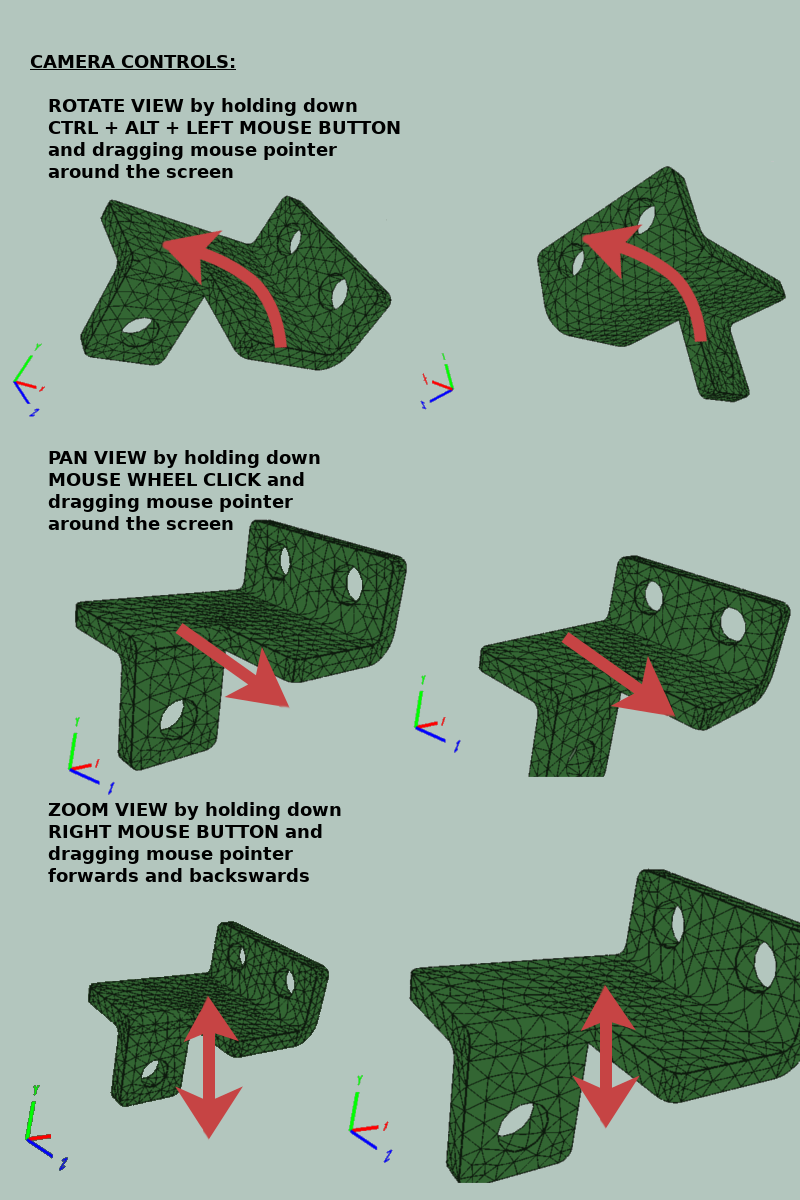 CAMERA CONTROLS:
ROTATE VIEW by holding down
CTRL + ALT + LEFT MOUSE BUTTON
and dragging mouse pointer
around the screen
Y
X
Z
PAN VIEW by holding down
MOUSE WHEEL CLICK and
dragging mouse pointer
around the screen
Y
Y
ZOOM VIEW by holding down
RIGHT MOUSE BUTTON and
dragging mouse pointer
forwards and backswards
Y
Z
Y
X
Z